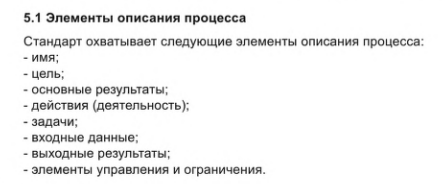 5.1 Элементы описания процесса
Стандарт охватывает следующие элементы описания процесса:
- имя;
- цель;
- основные результаты;
- действия (деятельность);
- задачи;
- входные данные;
- выходные результаты;
- элементы управления и ограничения.